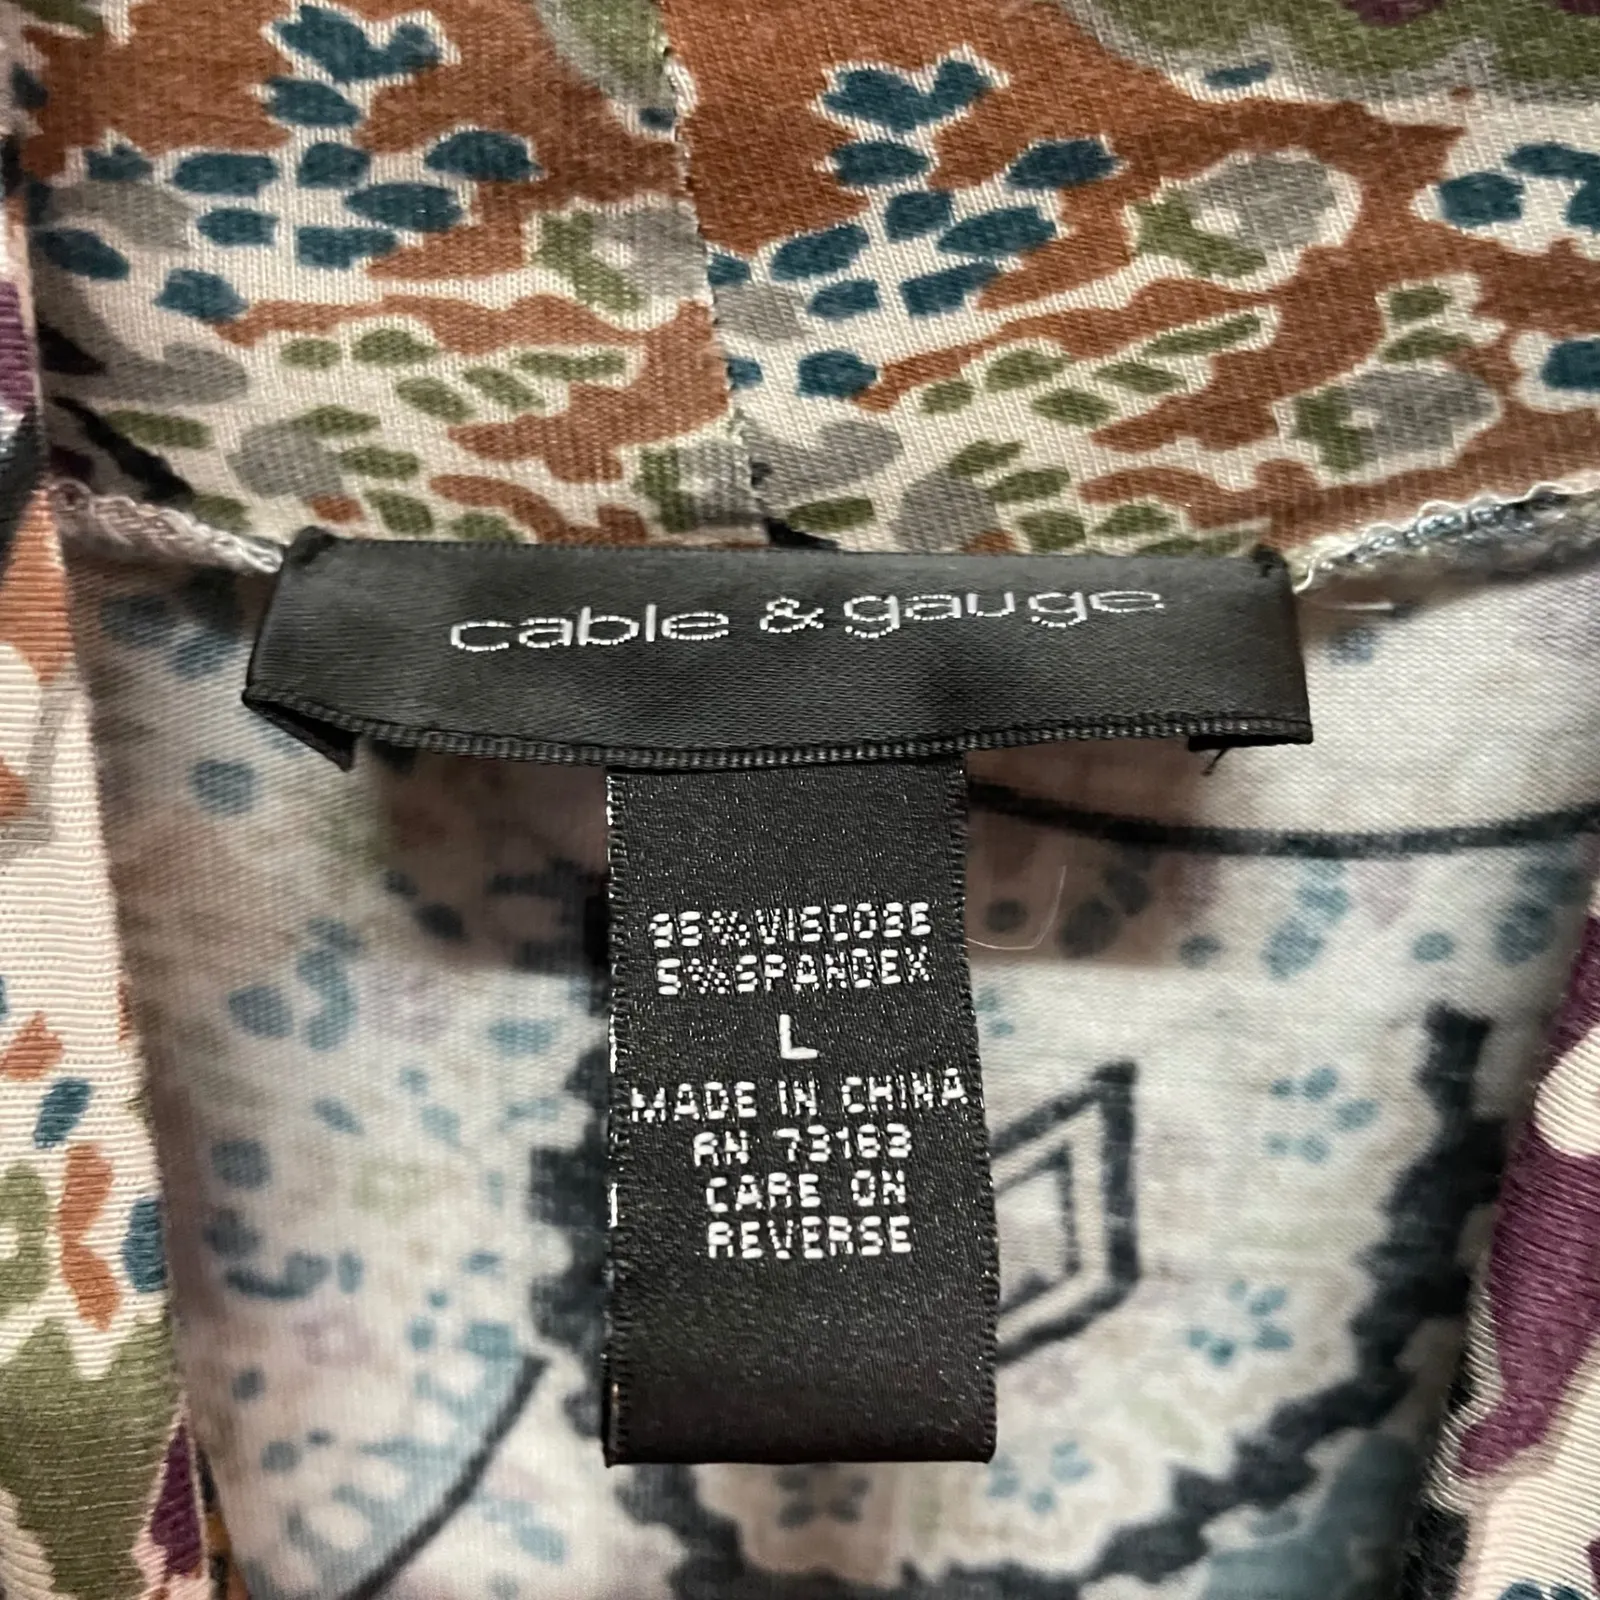 cable & gauge
95% VISCOSE
5% SPANDEX
L
MADE IN CHINA
RN 73163
CARE ON
REVERSE